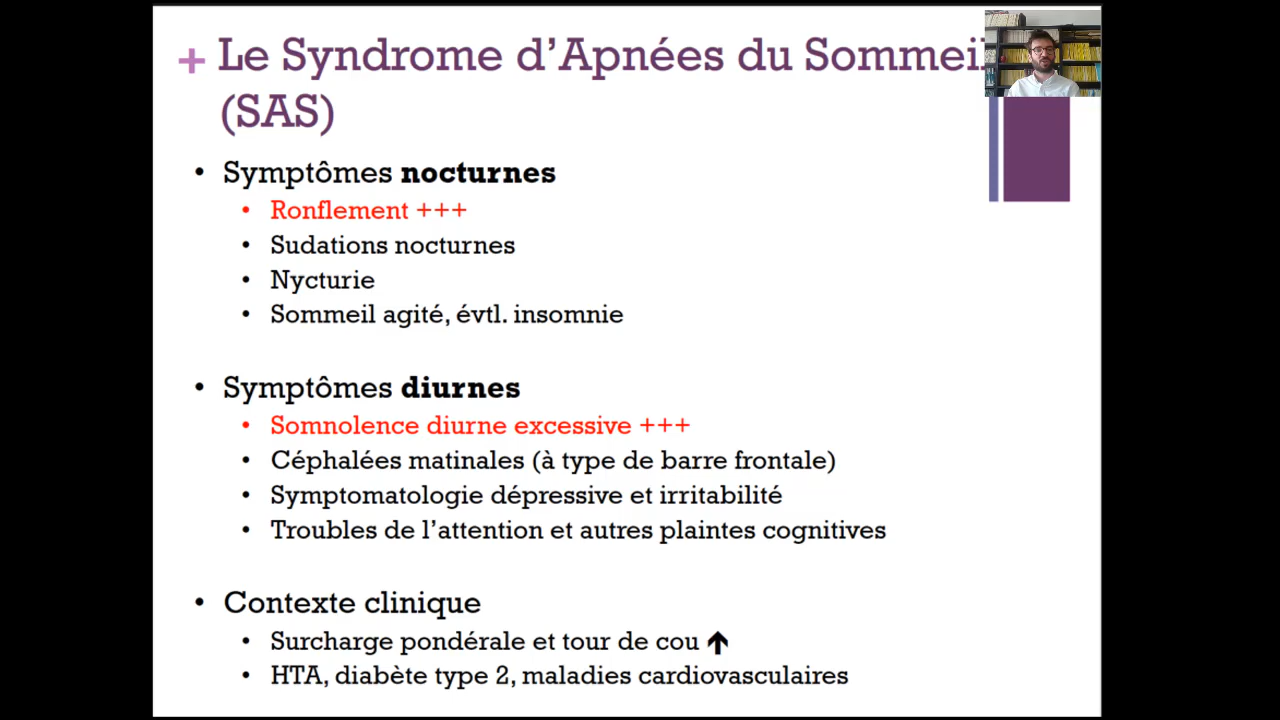 + Le Syndrome d’Apnées du Sommeil
(SAS)
• Symptômes nocturnes
• Ronflement +++
• Sudations nocturnes
• Nycturie
• Sommeil agité, évtl. insomnie
• Symptômes diurnes
• Somnolence diurne excessive +++
• Céphalées matinales (à type de barre frontale)
• Symptomatologie dépressive et irritabilité
• Troubles de l’attention et autres plaintes cognitives
• Contexte clinique
• Surcharge pondérale et tour de cou 🡅
• HTA, diabète type 2, maladies cardiovasculaires